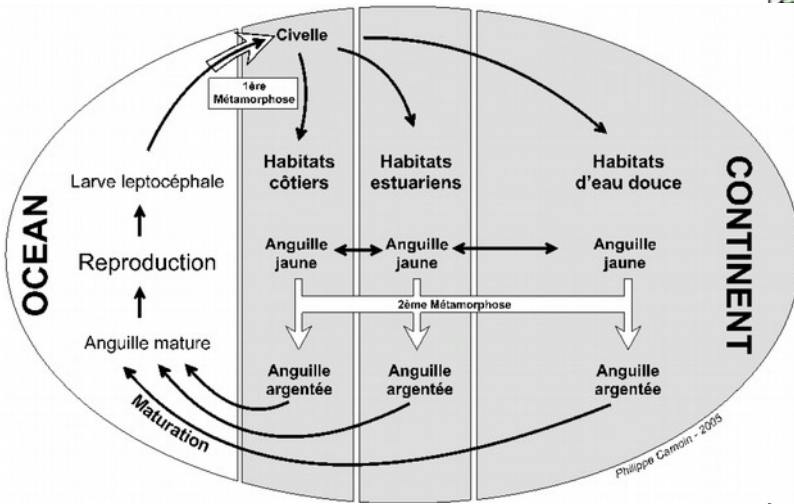 Civelle
1ère
Métamorphose
OCEAN
Larve leptocéphale
Reproduction
Anguille mature
Maturation
Habitats
côtiers
Habitats
estuariens
Habitats
d'eau douce
CONTINENT
Anguille
jaune
Anguille
jaune
Anguille
jaune
2ème Métamorphose
Anguille
argentée
Anguille
argentée
Anguille
argentée
Philippe Camoin - 2005